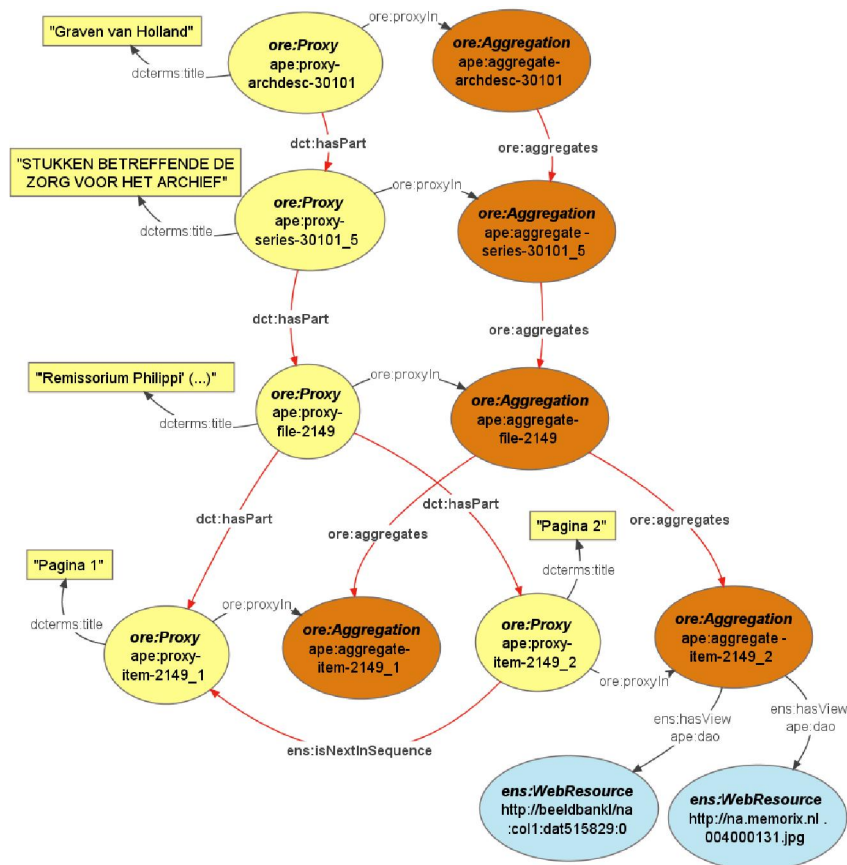 "Graven van Holland"
dcterms:title
ore:Proxy
ape:proxy-
archdesc-30101
ore:proxyIn
ore:Aggregation
ape:aggregate-
archdesc-30101
dct:hasPart
ore:aggregates
"STUKKEN BETREFFENDE DE
ZORG VOOR HET ARCHIEF"
dcterms:title
ore:Proxy
ape:proxy-
series-30101_5
ore:proxyIn
ore:Aggregation
ape:aggregate -
series-30101_5
dct:hasPart
ore:aggregates
"'Remissorium Philippi' (...)"
dcterms:title
ore:Proxy
ape:proxy-
file-2149
ore:proxyIn
ore:Aggregation
ape:aggregate-
file-2149
dct:hasPart
ore:aggregates
dct:hasPart
ore:aggregates
"Pagina 1"
dcterms:title
ore:Proxy
ape:proxy-
item-2149_1
ore:proxyIn
ore:Aggregation
ape:aggregate-
item-2149_1
"Pagina 2"
dcterms:title
ore:Proxy
ape:proxy-
item-2149_2
ore:proxyIn
ore:Aggregation
ape:aggregate -
item-2149_2
ens:isNextInSequence
ens:hasView
ape:dao
ens:hasView
ape:dao
ens:WebResource
http://beeldbankl/na
:col1:dat515829:0
ens:WebResource
http://na.memorix.nl .
004000131.jpg